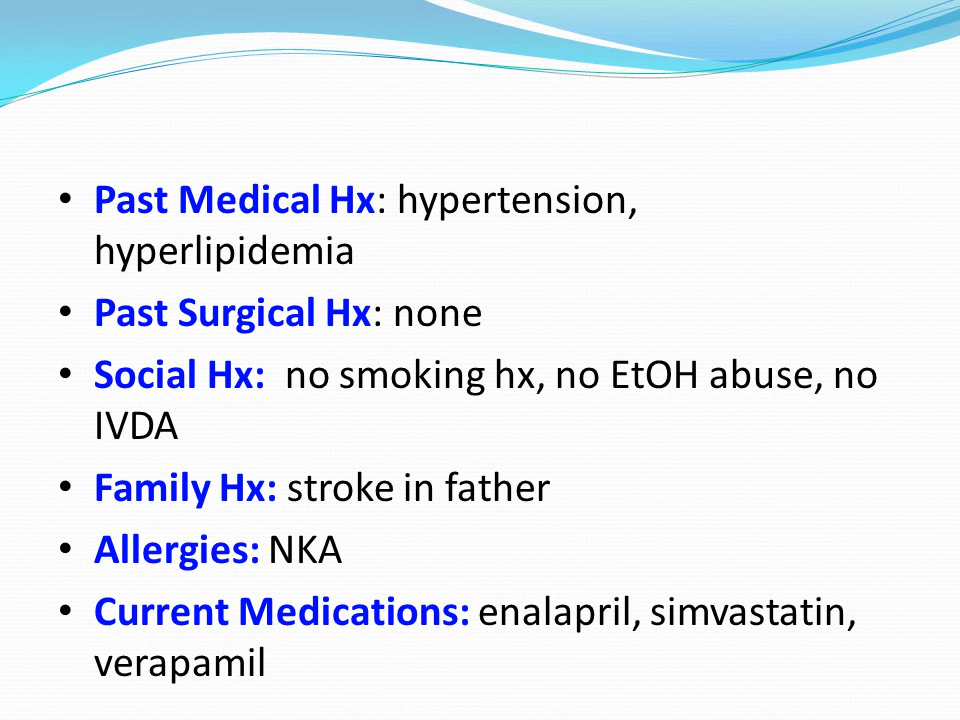 • Past Medical Hx: hypertension,
hyperlipidemia
• Past Surgical Hx: none
• Social Hx:  no smoking hx, no EtOH abuse, no
IVDA
• Family Hx: stroke in father
• Allergies: NKA
• Current Medications: enalapril, simvastatin,
verapamil